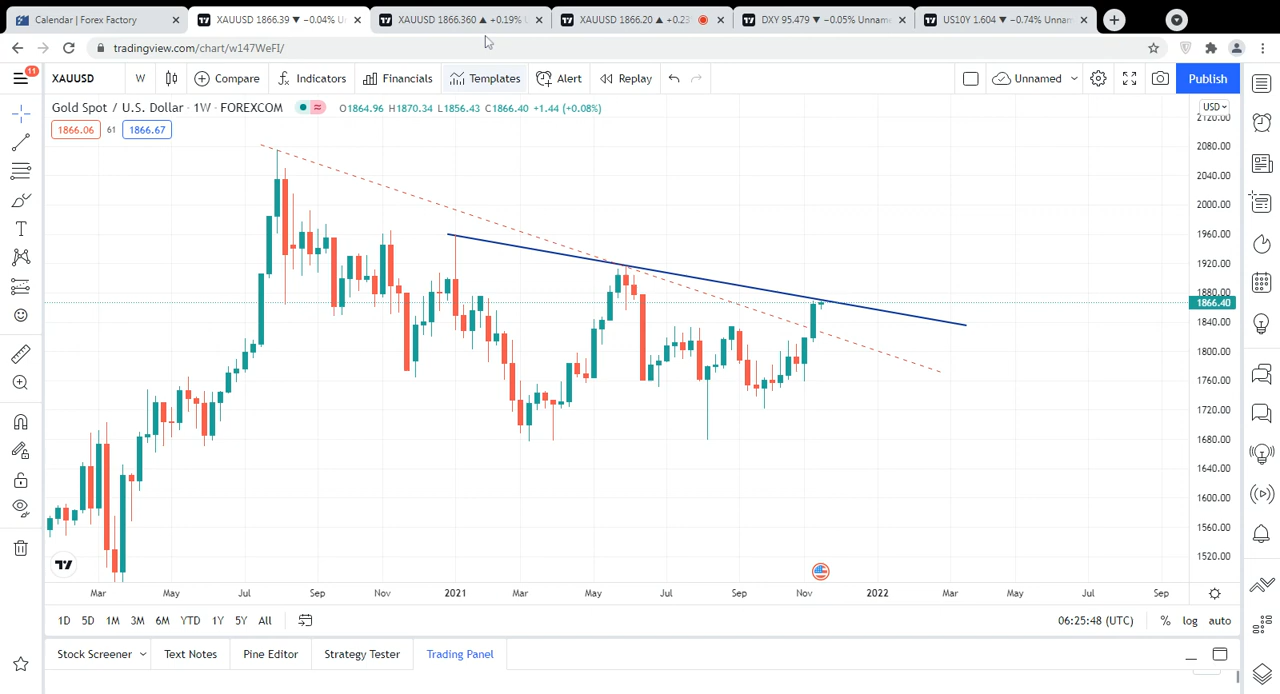 Calendar | Forex Factory
XAUUSD 1866.39 ▼ −0.04% U
XAUUSD 1866.360 ▲ +0.19%
XAUUSD 1866.20 ▲ +0.23
DXY 95.479 ▼ −0.05% Unnam
US10Y 1.604 ▼ −0.74% Unnam
tradingview.com/chart/w147WeFI/
11
XAUUSD W Compare Indicators Financials Templates Alert Replay Unnamed Publish
Gold Spot / U.S. Dollar · 1W · FOREXCOM O1864.96 H1870.34 L1856.43 C1866.40 +1.44 (+0.08%)
USD
1866.06 61 1866.67
2120.00
2080.00
2040.00
2000.00
1960.00
1920.00
1880.00
1866.40
1840.00
1800.00
1760.00
1720.00
1680.00
1640.00
1600.00
1560.00
1520.00
Mar May Jul Sep Nov 2021 Mar May Jul Sep Nov 2022 Mar May Jul Sep
1D 5D 1M 3M 6M YTD 1Y 5Y All 06:25:48 (UTC) % log auto
Stock Screener Text Notes Pine Editor Strategy Tester Trading Panel